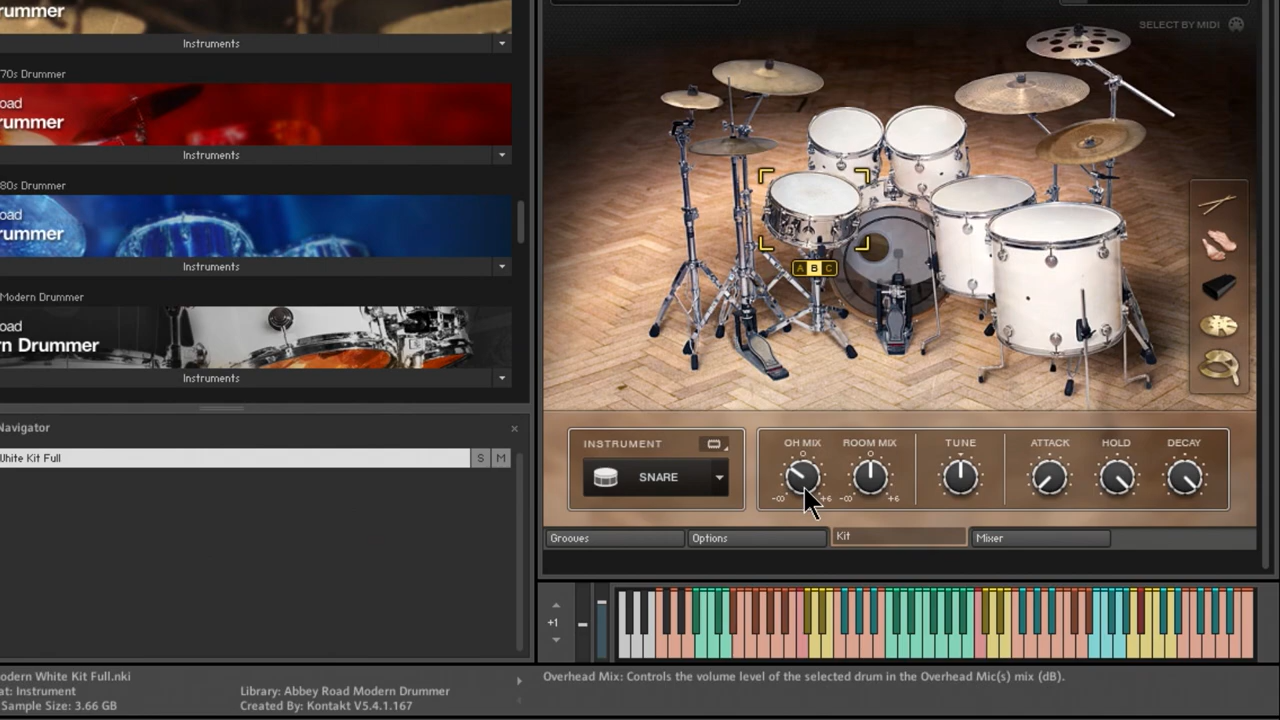 rummer
Instruments
70s Drummer
oad
rummer
Instruments
80s Drummer
oad
rummer
Instruments
Modern Drummer
oad
n Drummer
Instruments
Navigator
White Kit Full
S M
odern White Kit Full.nki
at: Instrument
Sample Size: 3.66 GB
Library: Abbey Road Modern Drummer
Created By: Kontakt V5.4.1.167
SELECT BY MIDI
A B C
INSTRUMENT
SNARE
OH MIX
-∞ +6
ROOM MIX
-∞ +6
TUNE
ATTACK
HOLD
DECAY
Grooves
Options
Kit
Mixer
+1
Overhead Mix: Controls the volume level of the selected drum in the Overhead Mic(s) mix (dB).